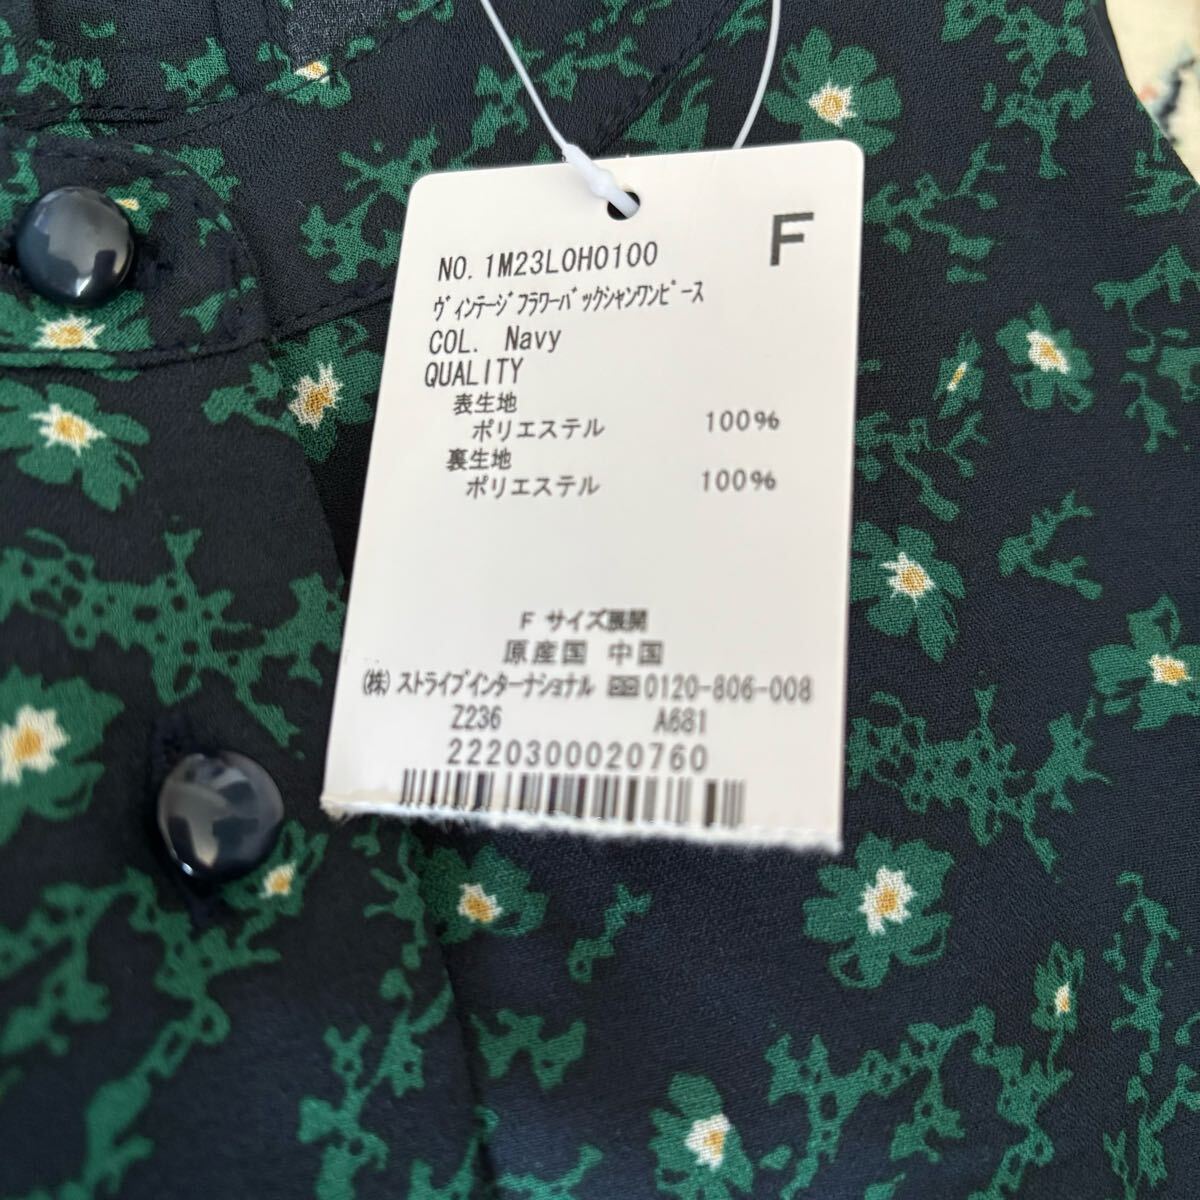 F
NO. 1M23L0H0100
ヴィンテージフラワーバックシャンワンピース
COL. Navy
QUALITY
表生地
ポリエステル 100%
裏生地
ポリエステル 100%
F サイズ展開
原産国 中国
(株) ストライプインターナショナル 0120-806-008
Z236 A681
2220300020760